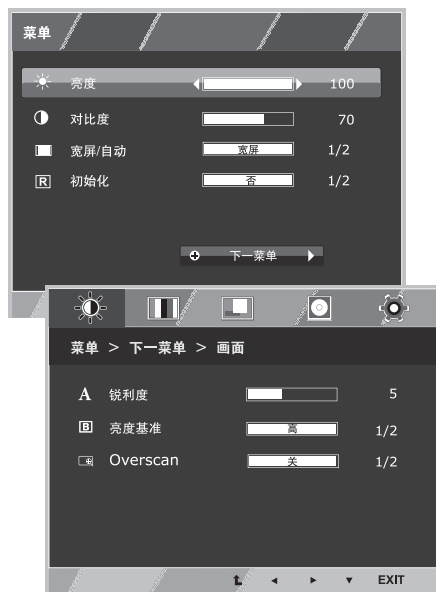 菜单
亮度 100
对比度 70
宽屏/自动 宽屏 1/2
R 初始化 否 1/2
下一菜单
菜单 > 下一菜单 > 画面
A 锐利度 5
B 亮度基准 高 1/2
Overscan 关 1/2
EXIT